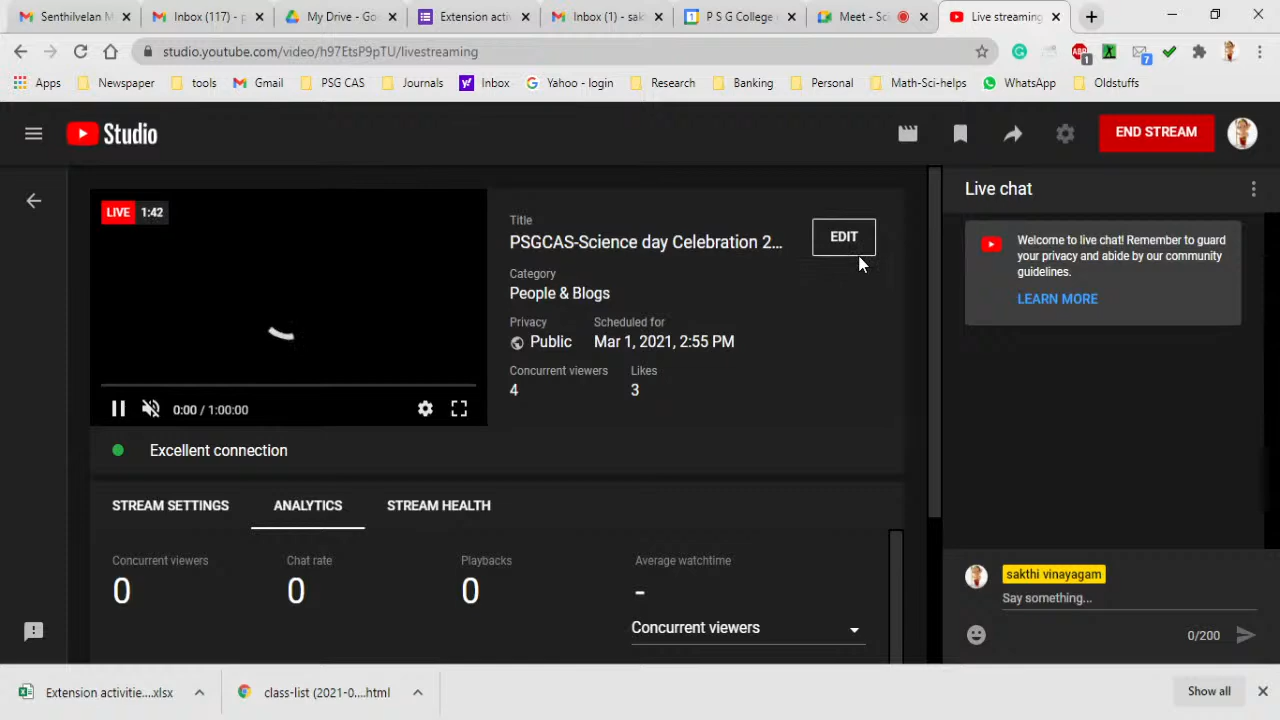 Senthilvelan M
Inbox (117) - p
My Drive - Goo
Extension acti
Inbox (1) - sak
P S G College
Meet - Sci
Live streaming
studio.youtube.com/video/h97EtsP9pTU/livestreaming
1
7
Apps
Newspaper
tools
Gmail
PSG CAS
Journals
Inbox
Yahoo - login
Research
Banking
Personal
Math-Sci-helps
WhatsApp
Oldstuffs
Studio
END STREAM
LIVE 1:42
Title
PSGCAS-Science day Celebration 2...
EDIT
Category
People & Blogs
Privacy
Scheduled for
Public
Mar 1, 2021, 2:55 PM
Concurrent viewers
Likes
4
3
0:00 / 1:00:00
Excellent connection
STREAM SETTINGS
ANALYTICS
STREAM HEALTH
Concurrent viewers
Chat rate
Playbacks
Average watchtime
0
0
0
-
Concurrent viewers
Live chat
Welcome to live chat! Remember to guard
your privacy and abide by our community
guidelines.
LEARN MORE
sakthi vinayagam
Say something...
0/200
Extension activitie....xlsx
class-list (2021-0....html
Show all